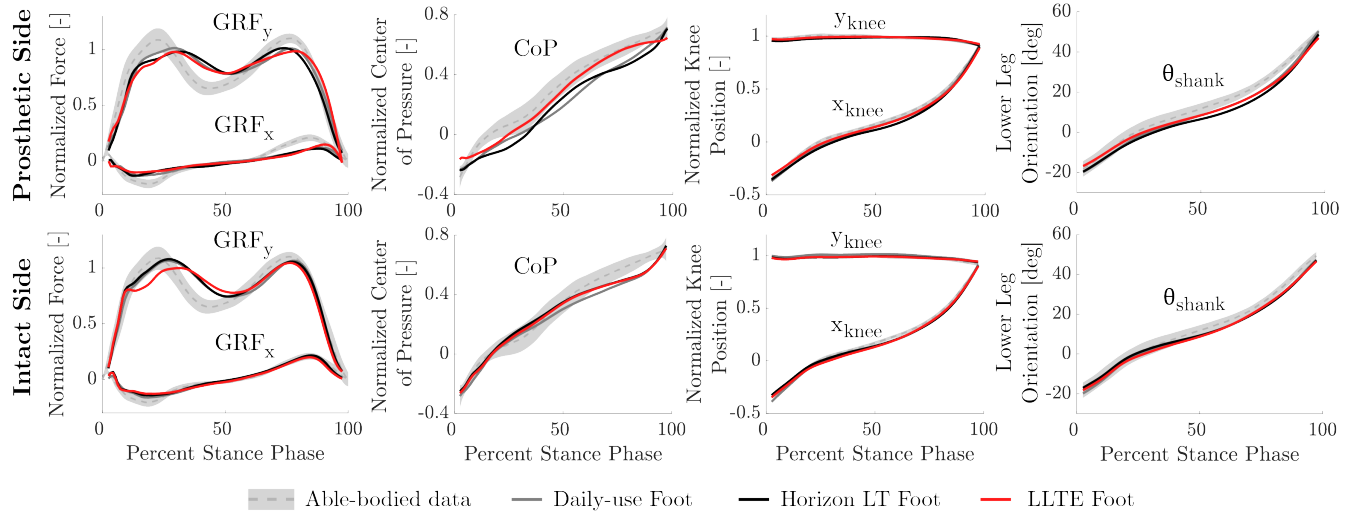 Prosthetic Side
Normalized Force [-]
1
0.5
0
GRFy
GRFx
0 50 100
Normalized Center
of Pressure [-]
0.8
0.4
0
-0.4
CoP
0 50 100
Normalized Knee
Position [-]
1
0.5
0
-0.5
yknee
xknee
0 50 100
Lower Leg
Orientation [deg]
60
40
20
0
-20
θshank
0 50 100
Intact Side
Normalized Force [-]
1
0.5
0
GRFy
GRFx
0 50 100
Percent Stance Phase
Normalized Center
of Pressure [-]
0.8
0.4
0
-0.4
CoP
0 50 100
Percent Stance Phase
Normalized Knee
Position [-]
1
0.5
0
-0.5
yknee
xknee
0 50 100
Percent Stance Phase
Lower Leg
Orientation [deg]
60
40
20
0
-20
θshank
0 50 100
Percent Stance Phase
Able-bodied data
Daily-use Foot
Horizon LT Foot
LLTE Foot